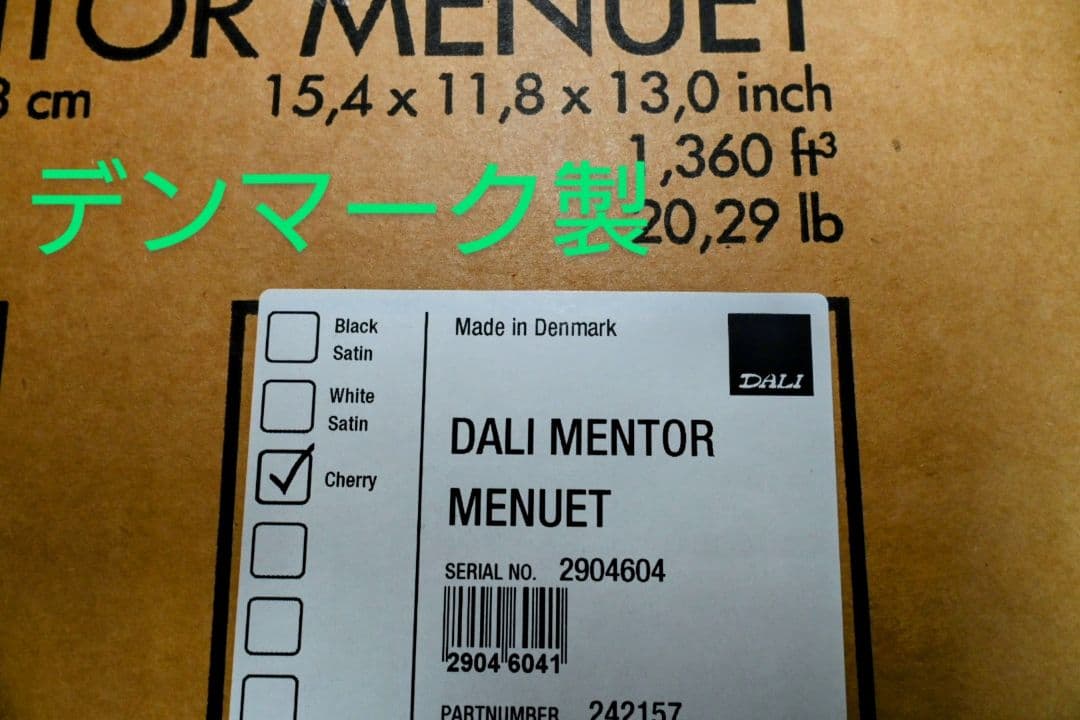 TOR MENUET
3 cm
15,4 x 11,8 x 13,0 inch
1,360 ft³
20,29 lb
デンマーク製
Black
Satin
White
Satin
Cherry
Made in Denmark
DALI
DALI MENTOR
MENUET
SERIAL NO. 2904604
2904 6041
PARTNUMBER 242157